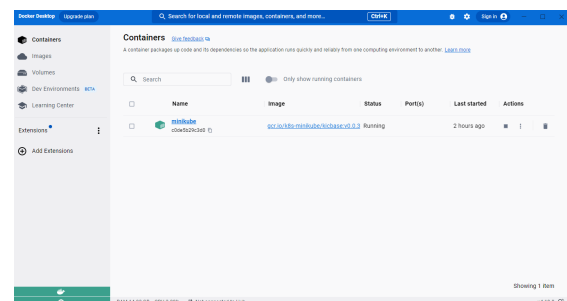 Docker Desktop Upgrade plan
Search for local and remote images, containers, and more... Ctrl+K
Sign in
Containers
Images
Volumes
Dev Environments BETA
Learning Center
Extensions
Add Extensions
Containers Give feedback
A container packages up code and its dependencies so the application runs quickly and reliably from one computing environment to another. Learn more
Search
Only show running containers
Name Image Status Port(s) Last started Actions
minikube
c0de5b29c3d0
gcr.io/k8s-minikube/kicbase:v0.0.3 Running 2 hours ago
Showing 1 item